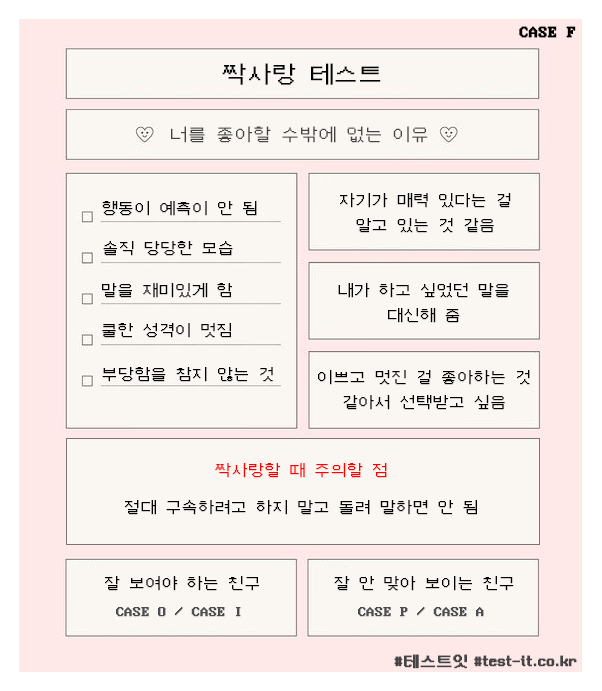 CASE F
짝사랑 테스트
너를 좋아할 수밖에 없는 이유
행동이 예측이 안 됨
솔직 당당한 모습
말을 재미있게 함
쿨한 성격이 멋짐
부당함을 참지 않는 것
자기가 매력 있다는 걸
알고 있는 것 같음
내가 하고 싶었던 말을
대신해 줌
이쁘고 멋진 걸 좋아하는 것
같아서 선택받고 싶음
짝사랑할 때 주의할 점
절대 구속하려고 하지 말고 돌려 말하면 안 됨
잘 보여야 하는 친구
CASE O / CASE I
잘 안 맞아 보이는 친구
CASE P / CASE A
#테스트잇 #test-it.co.kr